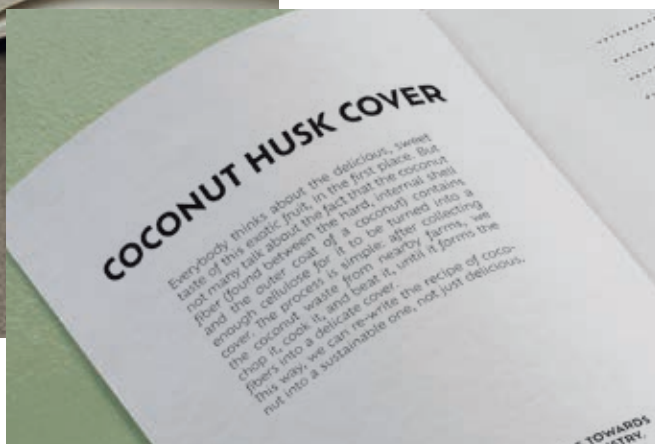 COCONUT HUSK COVER
Everybody thinks about the delicious, sweet
taste of this exotic fruit, in the first place. But
not many talk about the fact that the coconut
fiber (found between the hard, internal shell
and the outer coat of a coconut) contains
enough cellulose for it to be turned into a
cover. The process is simple: after collecting
the coconut waste from nearby farms, we
chop it, cook it, and beat it, until it forms the
fibers into a delicate cover.
This way, we can re-write the recipe of coco-
nut into a sustainable one, not just delicious.
TOWARDS